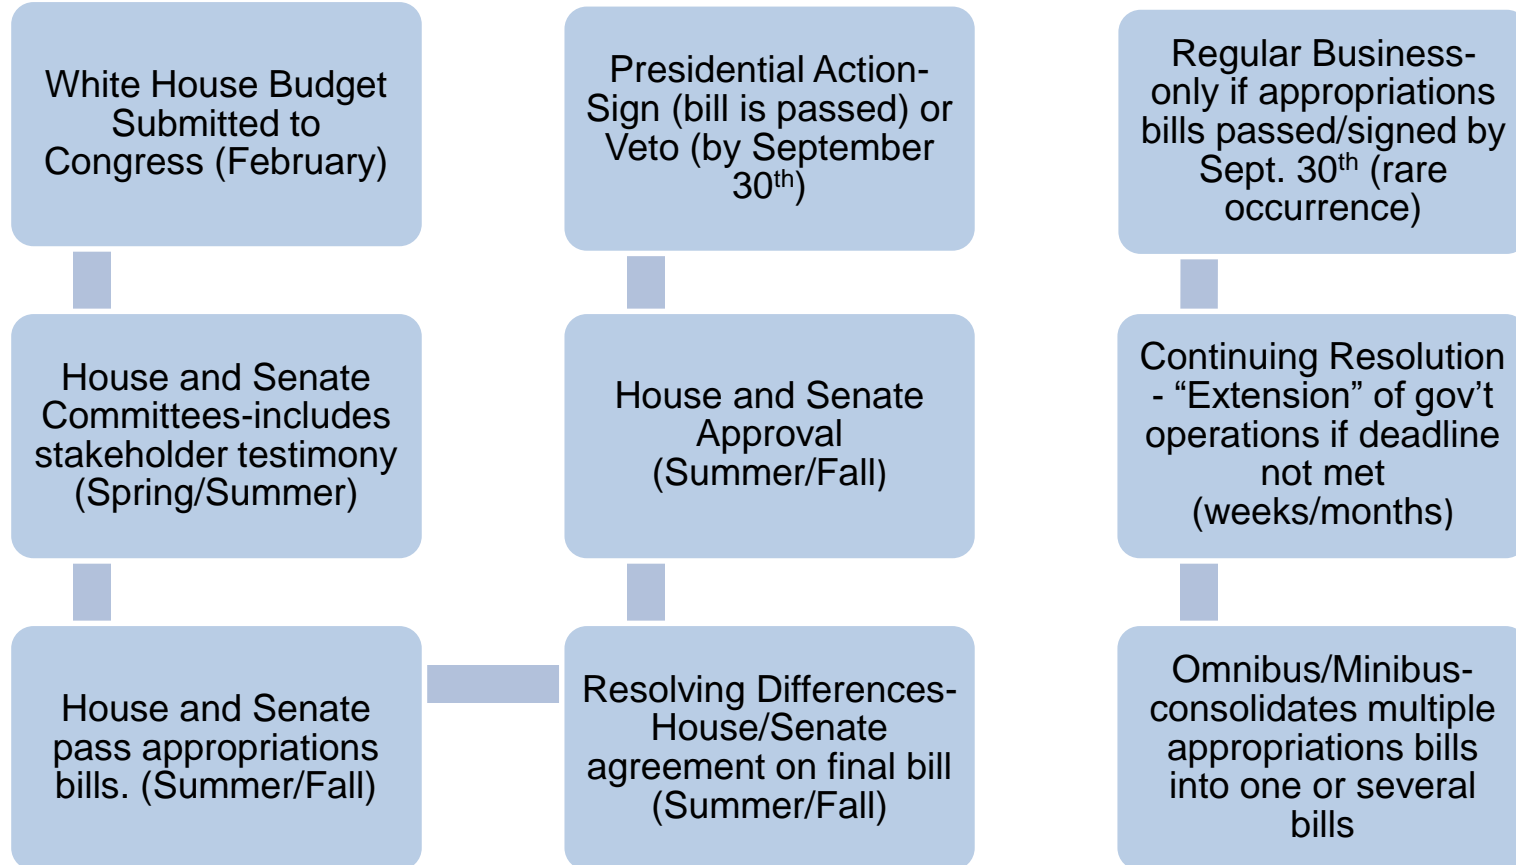 White House Budget
Submitted to
Congress (February)
House and Senate
Committees-includes
stakeholder testimony
(Spring/Summer)
House and Senate
pass appropriations
bills. (Summer/Fall)
Resolving Differences-
House/Senate
agreement on final bill
(Summer/Fall)
House and Senate
Approval
(Summer/Fall)
Presidential Action-
Sign (bill is passed) or
Veto (by September
30th)
Regular Business-
only if appropriations
bills passed/signed by
Sept. 30th (rare
occurrence)
Continuing Resolution
- “Extension” of gov’t
operations if deadline
not met
(weeks/months)
Omnibus/Minibus-
consolidates multiple
appropriations bills
into one or several
bills